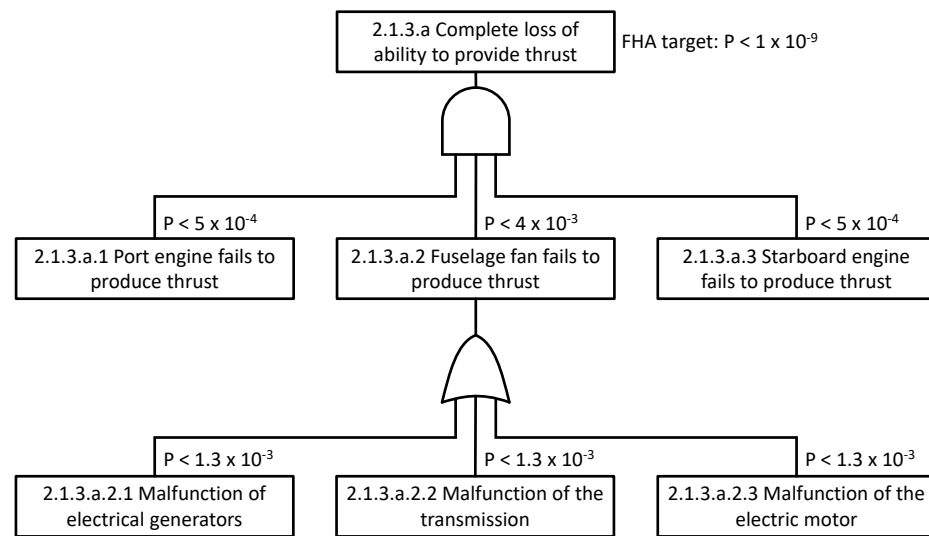 2.1.3.a Complete loss of
ability to provide thrust
FHA target: P < 1 x 10⁻⁹
P < 5 x 10⁻⁴
P < 4 x 10⁻³
P < 5 x 10⁻⁴
2.1.3.a.1 Port engine fails to
produce thrust
2.1.3.a.2 Fuselage fan fails to
produce thrust
2.1.3.a.3 Starboard engine
fails to produce thrust
P < 1.3 x 10⁻³
P < 1.3 x 10⁻³
P < 1.3 x 10⁻³
2.1.3.a.2.1 Malfunction of
electrical generators
2.1.3.a.2.2 Malfunction of the
transmission
2.1.3.a.2.3 Malfunction of the
electric motor